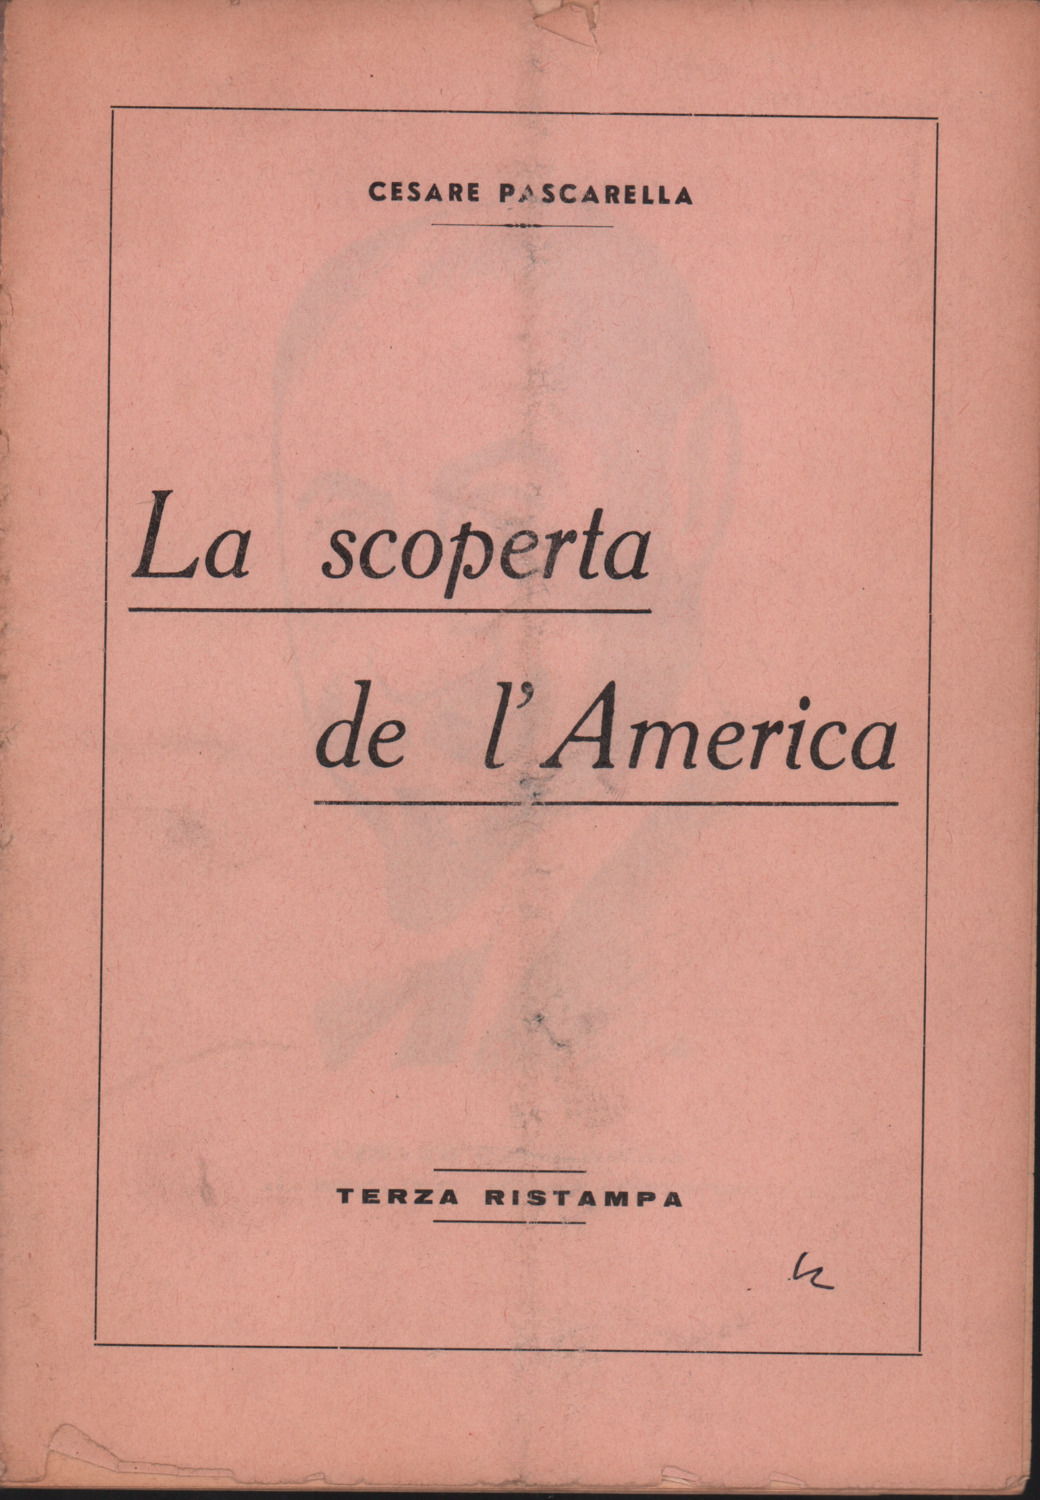 CESARE PASCARELLA
La scoperta
de l'America
TERZA RISTAMPA